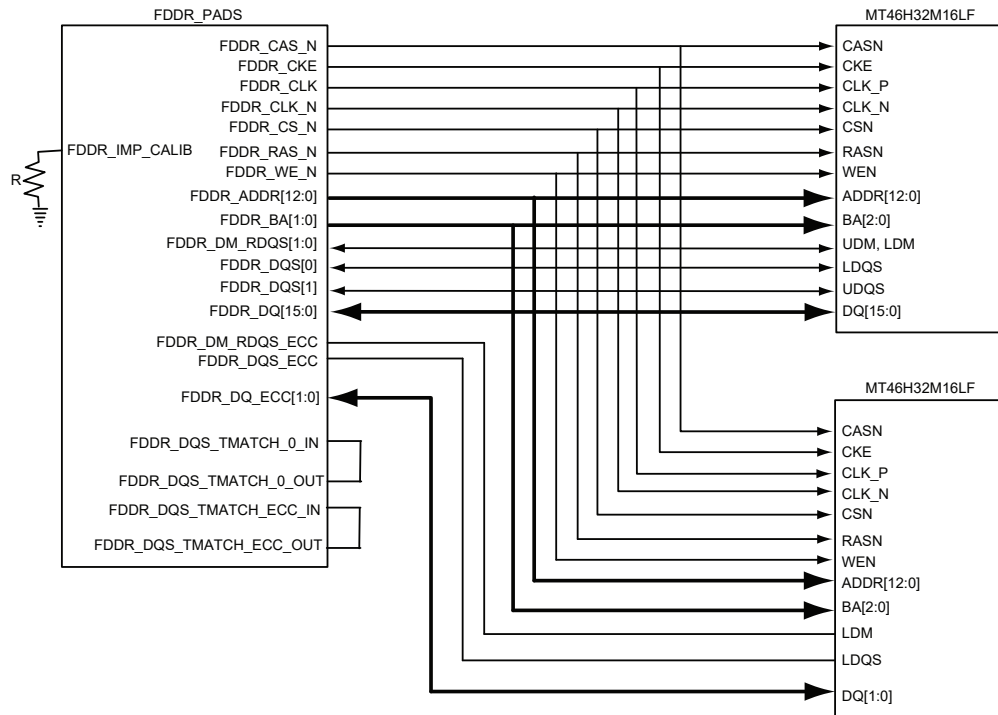 FDDR_PADS
FDDR_CAS_N
FDDR_CKE
FDDR_CLK
FDDR_CLK_N
FDDR_CS_N
FDDR_IMP_CALIB
FDDR_RAS_N
FDDR_WE_N
R
FDDR_ADDR[12:0]
FDDR_BA[1:0]
FDDR_DM_RDQS[1:0]
FDDR_DQS[0]
FDDR_DQS[1]
FDDR_DQ[15:0]
FDDR_DM_RDQS_ECC
FDDR_DQS_ECC
FDDR_DQ_ECC[1:0]
FDDR_DQS_TMATCH_0_IN
FDDR_DQS_TMATCH_0_OUT
FDDR_DQS_TMATCH_ECC_IN
FDDR_DQS_TMATCH_ECC_OUT
MT46H32M16LF
CASN
CKE
CLK_P
CLK_N
CSN
RASN
WEN
ADDR[12:0]
BA[2:0]
UDM, LDM
LDQS
UDQS
DQ[15:0]
MT46H32M16LF
CASN
CKE
CLK_P
CLK_N
CSN
RASN
WEN
ADDR[12:0]
BA[2:0]
LDM
LDQS
DQ[1:0]